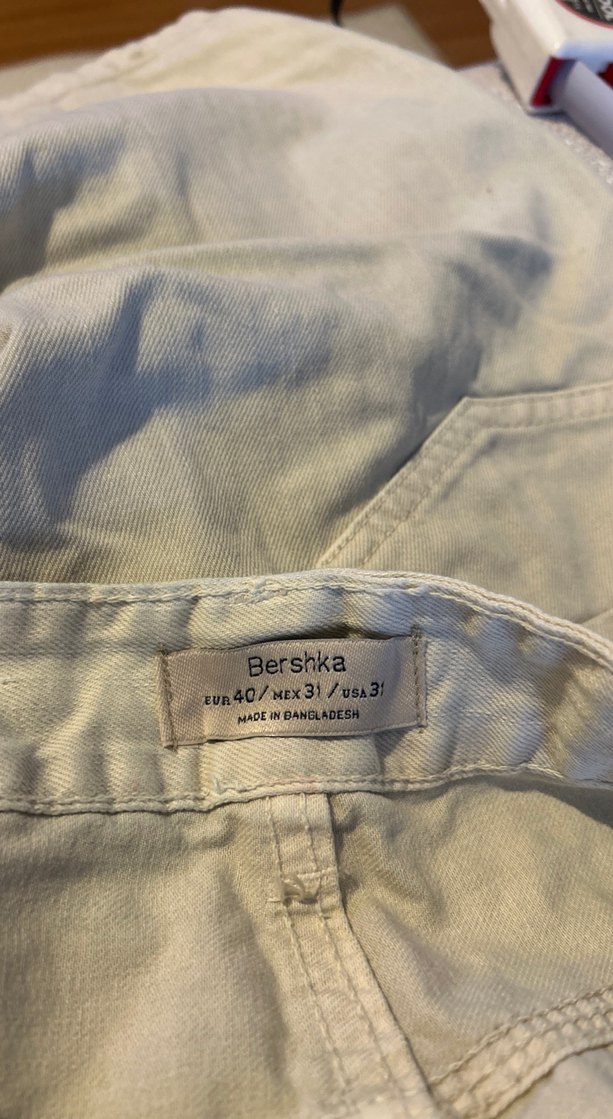 Bershka
EUR 40 / MEX 31 / USA 31
MADE IN BANGLADESH